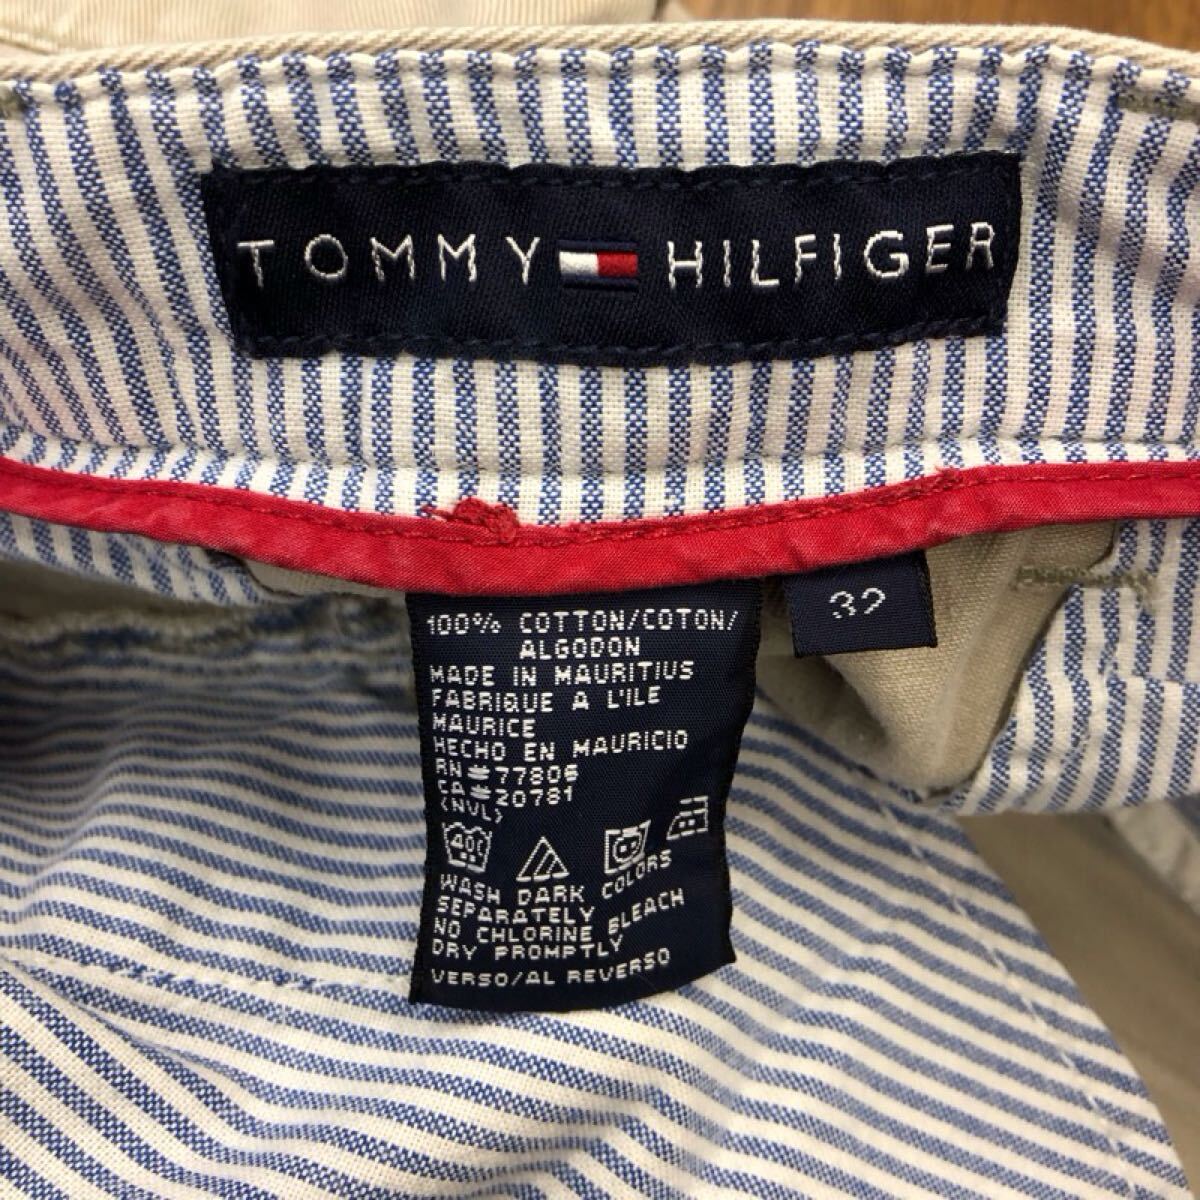 TOMMY HILFIGER
32
100% COTTON/COTON/
ALGODON
MADE IN MAURITIUS
FABRIQUE A L'ILE
MAURICE
HECHO EN MAURICIO
RN#77806
CA#20781
(NVL)
40C
WASH DARK COLORS
SEPARATELY
NO CHLORINE BLEACH
DRY PROMPTLY
VERSO/AL REVERSO